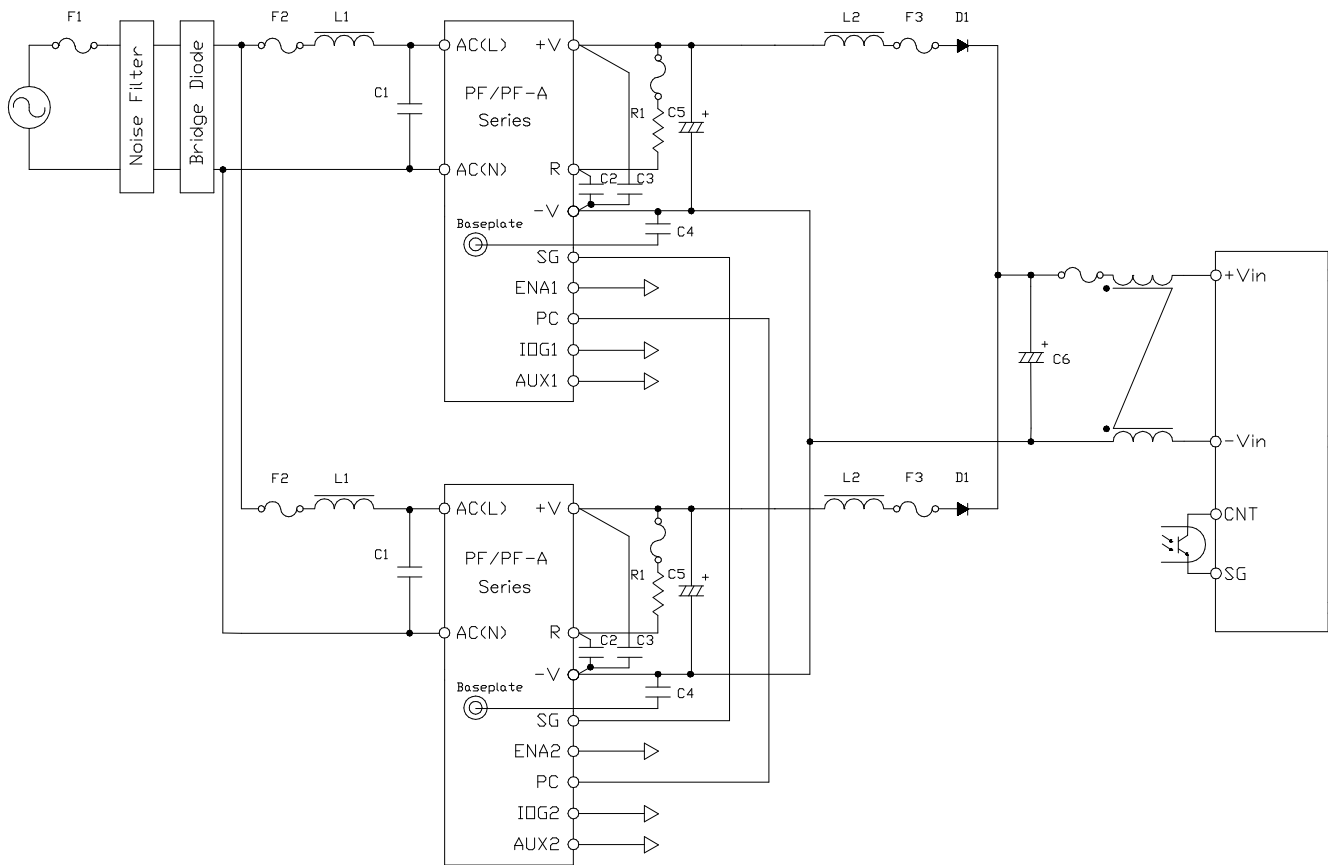 F1
Noise Filter
Bridge Diode
F2
L1
C1
AC(L)
+V
PF/PF-A
Series
AC(N)
R
-V
Baseplate
SG
ENA1
PC
IOG1
AUX1
R1
C5
+
C2
C3
C4
L2
F3
D1
+
C6
+Vin
-Vin
CNT
SG
F2
L1
C1
AC(L)
+V
PF/PF-A
Series
AC(N)
R
-V
Baseplate
SG
ENA2
PC
IOG2
AUX2
R1
C5
+
C2
C3
C4
L2
F3
D1